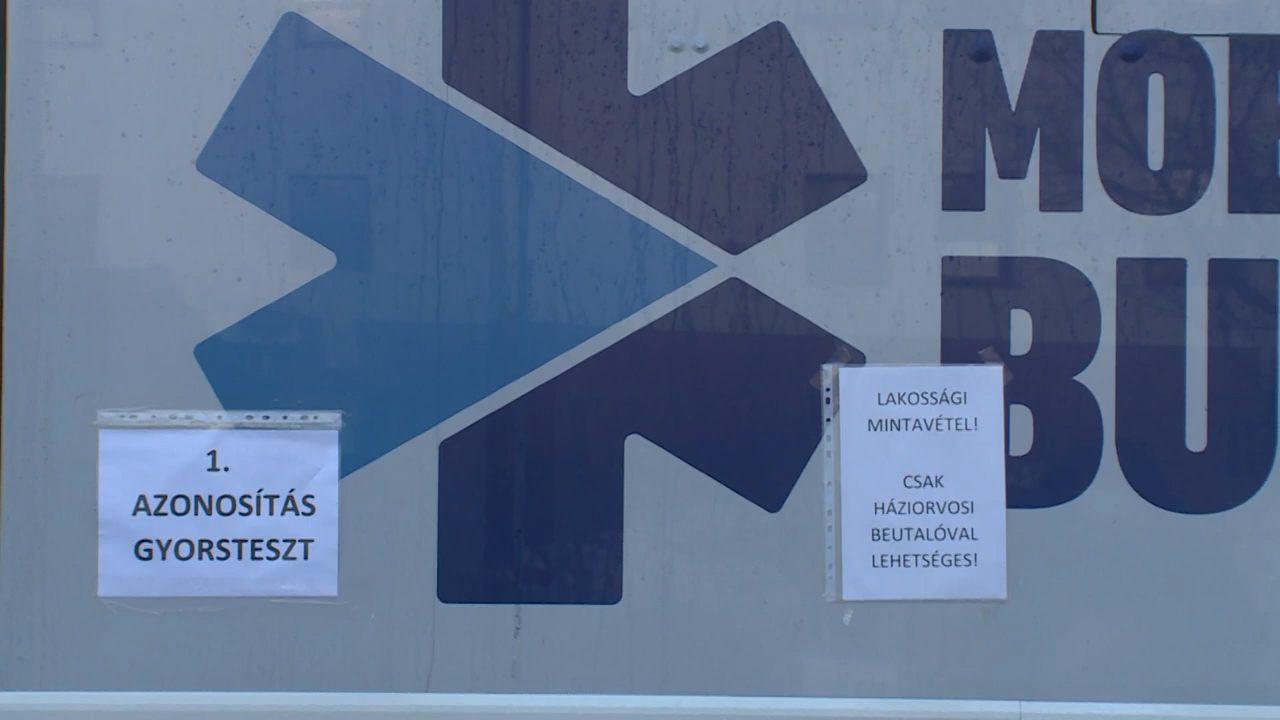 1.
AZONOSÍTÁS
GYORSTESZT
LAKOSSÁGI
MINTAVÉTEL!
CSAK
HÁZIORVOSI
BEUTALÓVAL
LEHETSÉGES!